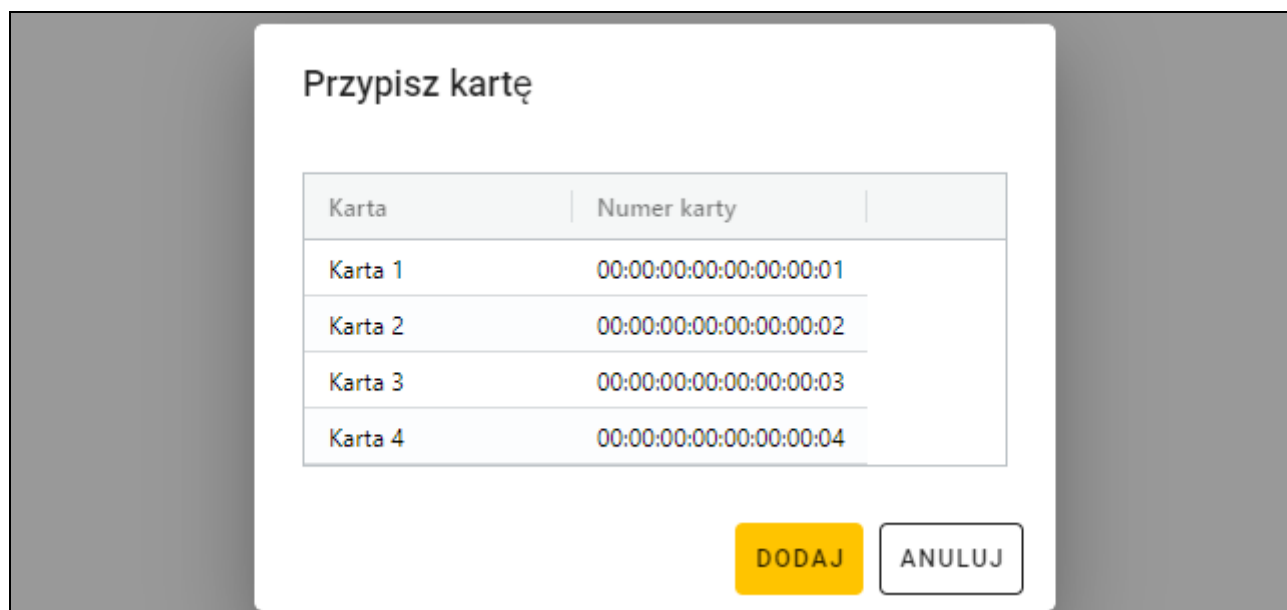 Przypisz kartę
Karta Numer karty
Karta 1 00:00:00:00:00:00:00:01
Karta 2 00:00:00:00:00:00:00:02
Karta 3 00:00:00:00:00:00:00:03
Karta 4 00:00:00:00:00:00:00:04
DODAJ ANULUJ